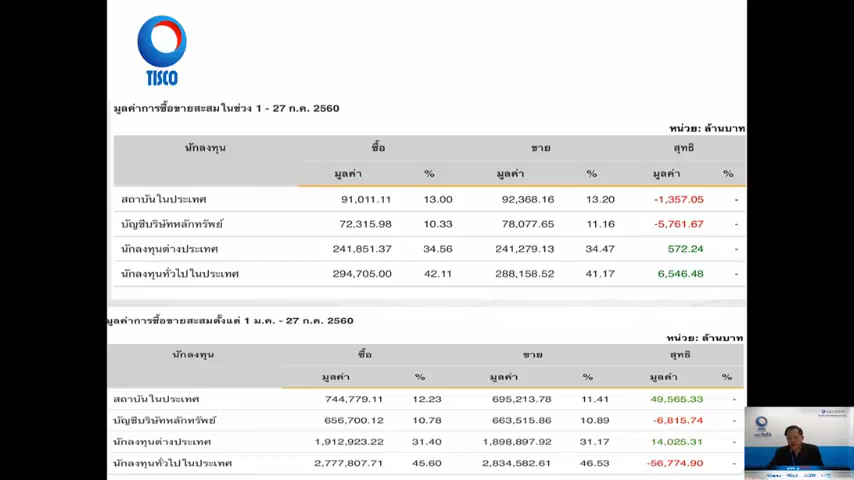 TISCO
มูลค่าการซื้อขายสะสมในช่วง 1 - 27 ก.ค. 2560
หน่วย: ล้านบาท
นักลงทุน ซื้อ ขาย สุทธิ
มูลค่า % มูลค่า % มูลค่า %
สถาบันในประเทศ 91,011.11 13.00 92,368.16 13.20 -1,357.05 -
บัญชีบริษัทหลักทรัพย์ 72,315.98 10.33 78,077.65 11.16 -5,761.67 -
นักลงทุนต่างประเทศ 241,851.37 34.56 241,279.13 34.47 572.24 -
นักลงทุนทั่วไปในประเทศ 294,705.00 42.11 288,158.52 41.17 6,546.48 -
มูลค่าการซื้อขายสะสมตั้งแต่ 1 ม.ค. - 27 ก.ค. 2560
หน่วย: ล้านบาท
นักลงทุน ซื้อ ขาย สุทธิ
มูลค่า % มูลค่า % มูลค่า %
สถาบันในประเทศ 744,779.11 12.23 695,213.78 11.41 49,565.33 -
บัญชีบริษัทหลักทรัพย์ 656,700.12 10.78 663,515.86 10.89 -6,815.74 -
นักลงทุนต่างประเทศ 1,912,923.22 31.40 1,898,897.92 31.17 14,025.31 -
นักลงทุนทั่วไปในประเทศ 2,777,807.71 45.60 2,834,582.61 46.53 -56,774.90 -